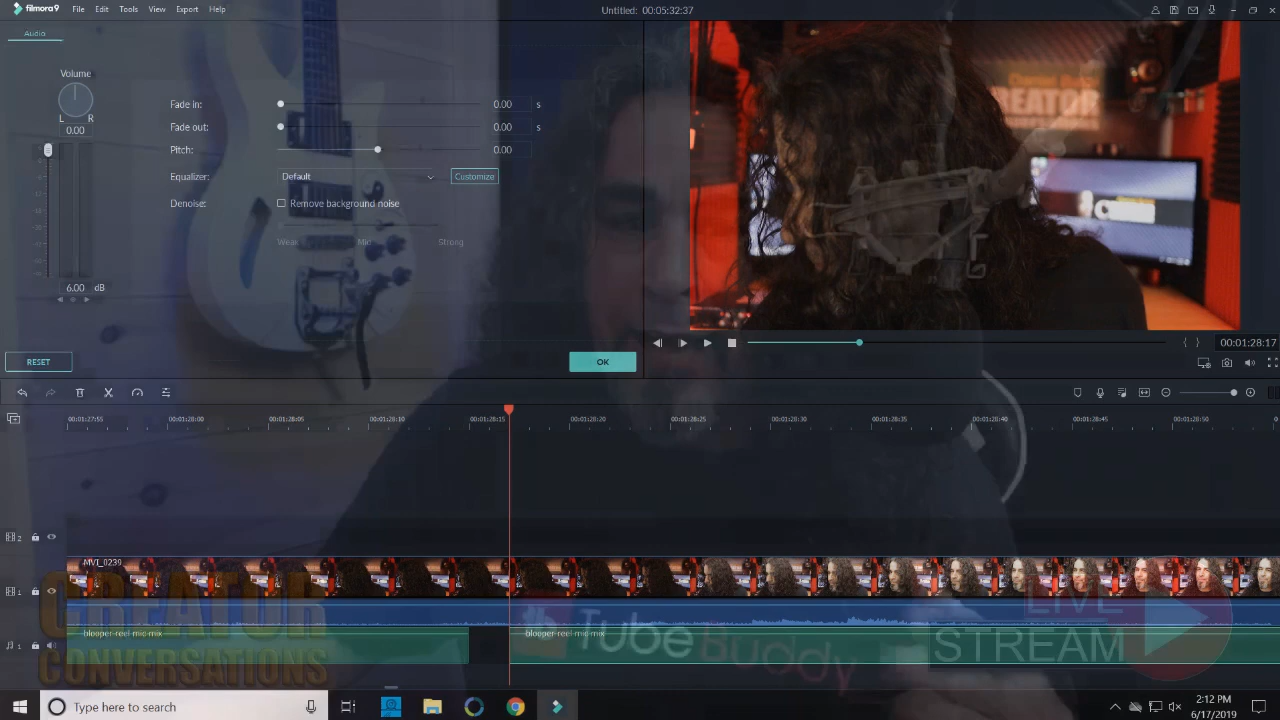 filmora9 File Edit Tools View Export Help Untitled: 00:05:32:37
Audio
Volume
L R
0.00
6.00 dB
Fade in: 0.00 s
Fade out: 0.00 s
Pitch: 0.00
Equalizer: Default Customize
Denoise: Remove background noise
Weak Mid Strong
RESET OK
CREATOR
00:01:28:17
00:01:27:55 00:01:28:00 00:01:28:05 00:01:28:10 00:01:28:15 00:01:28:20 00:01:28:25 00:01:28:30 00:01:28:35 00:01:28:40 00:01:28:45 00:01:28:50
2
MVI_0239
1
blooper-reel-mic-mix blooper-reel-mic-mix
1
CREATOR
CONVERSATIONS
TubeBuddy
LIVE
STREAM
Type here to search
2:12 PM
6/17/2019